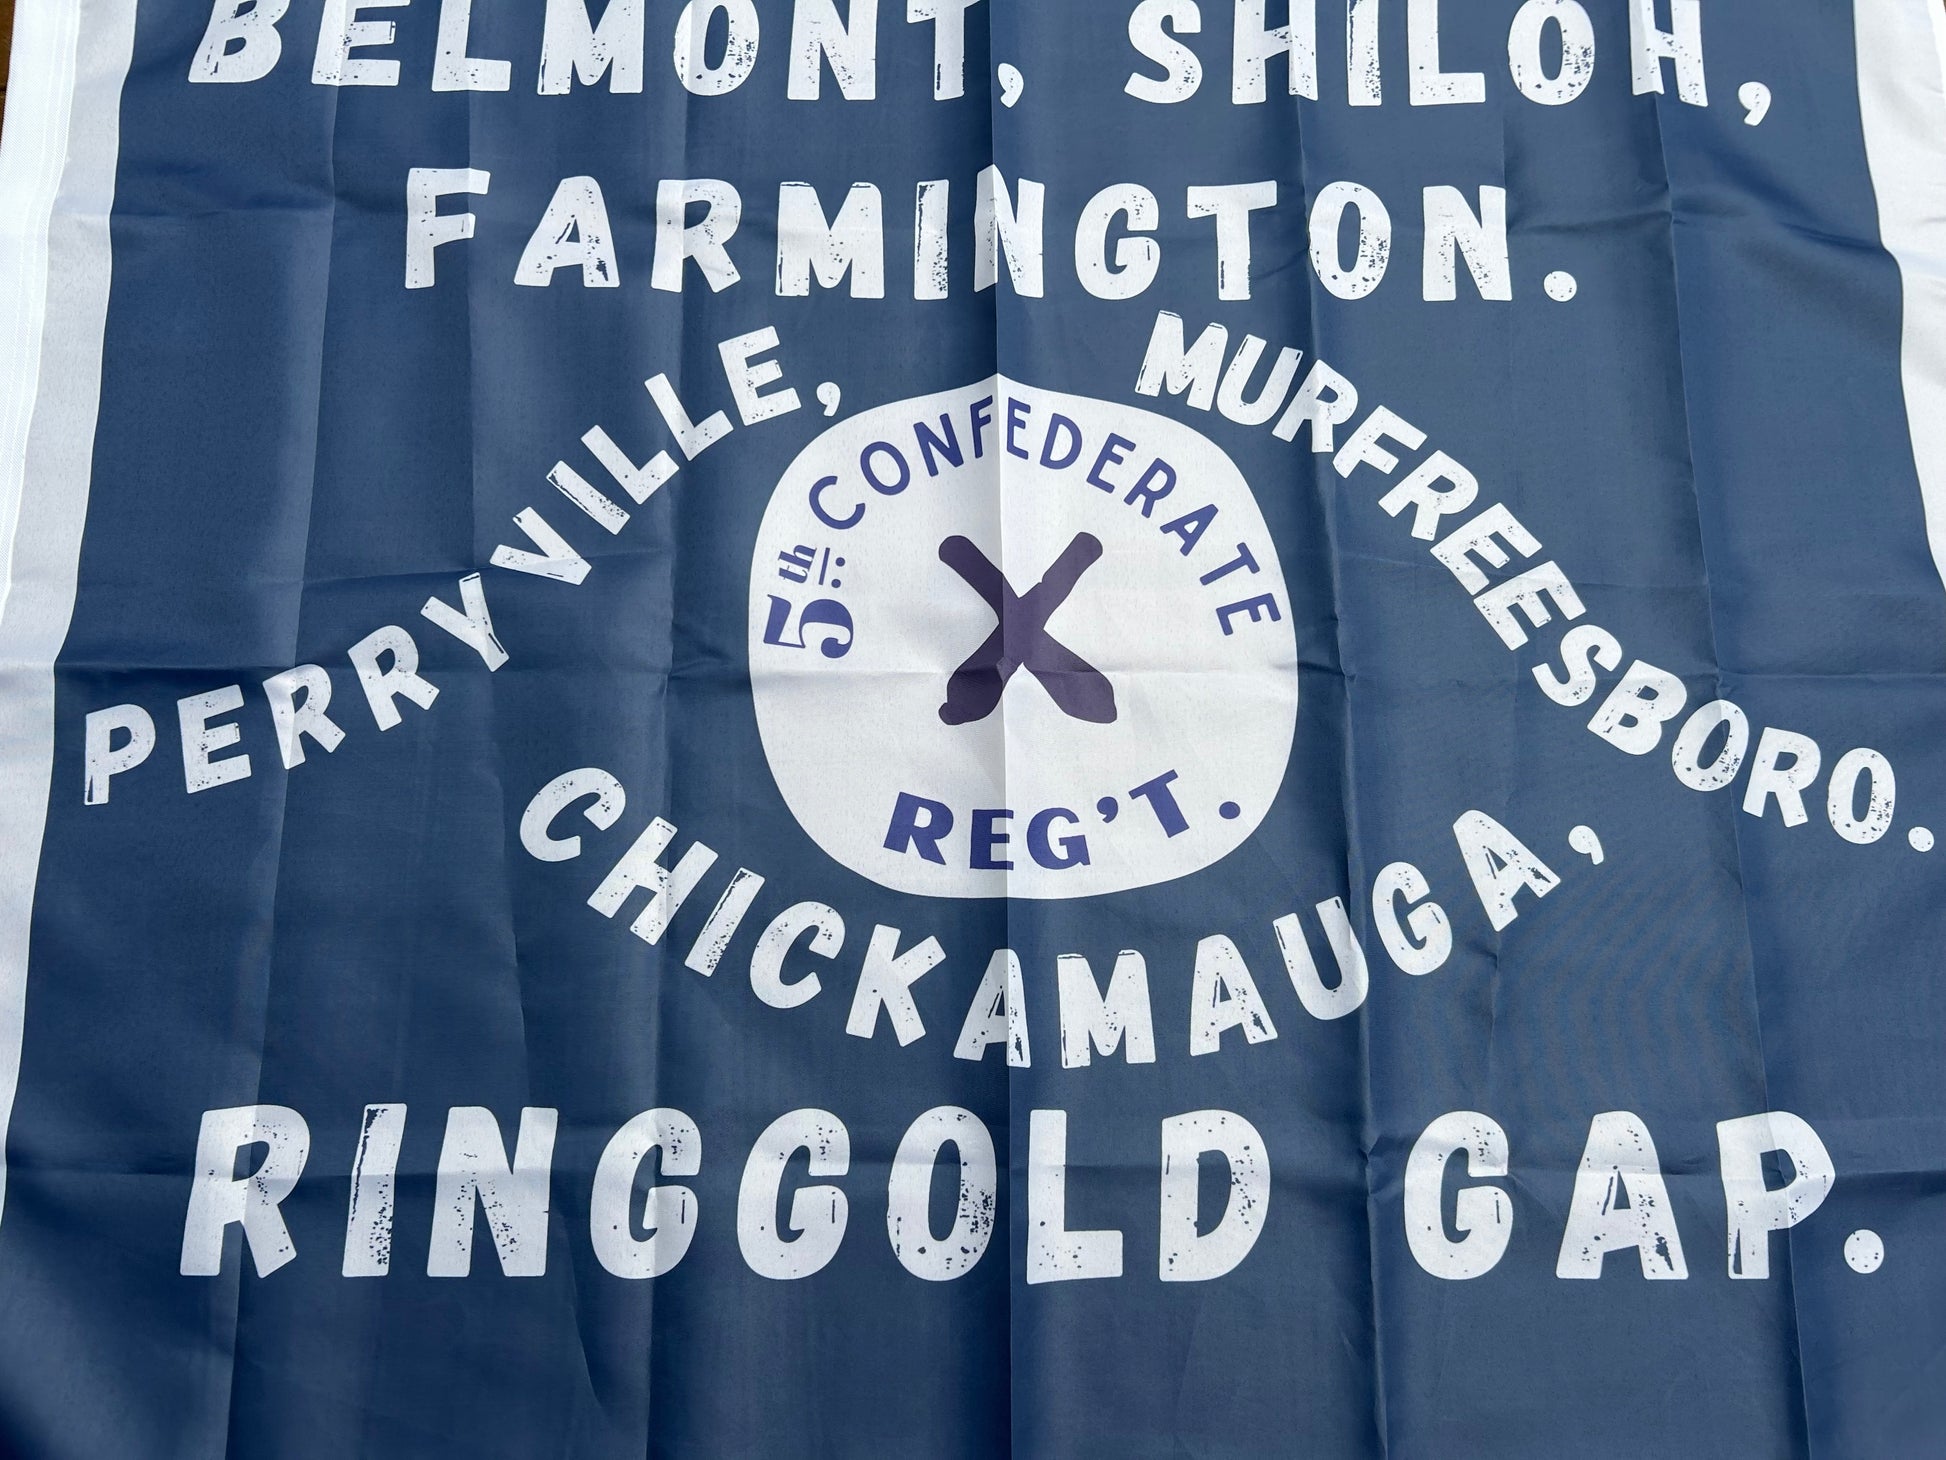 BELMONT, SHILOH,
FARMINGTON.
PERRYVILLE, MURFREESBORO.
5th: CONFEDERATE
REG'T.
CHICKAMAUGA,
RINGGOLD GAP.